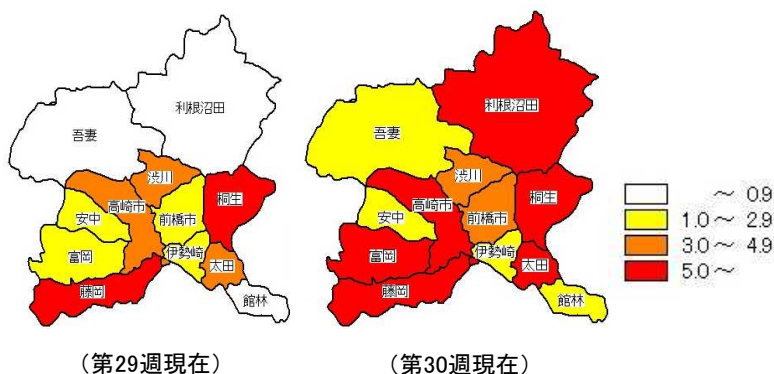 利根沼田
吾妻
渋川
高崎市
桐生
安中
前橋市
富岡
伊勢崎
太田
藤岡
館林
(第29週現在)
利根沼田
吾妻
渋川
高崎市
桐生
前橋市
安中
伊勢崎
富岡
太田
藤岡
館林
(第30週現在)
～ 0.9
1.0～ 2.9
3.0～ 4.9
5.0～